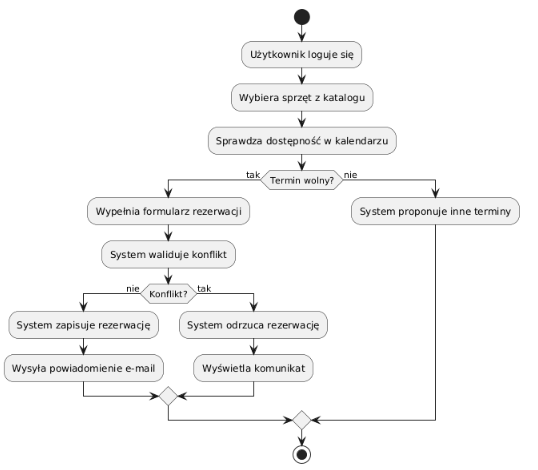 Użytkownik loguje się
Wybiera sprzęt z katalogu
Sprawdza dostępność w kalendarzu
tak
Termin wolny?
nie
Wypełnia formularz rezerwacji
System proponuje inne terminy
System waliduje konflikt
nie
Konflikt?
tak
System zapisuje rezerwację
System odrzuca rezerwację
Wysyła powiadomienie e-mail
Wyświetla komunikat